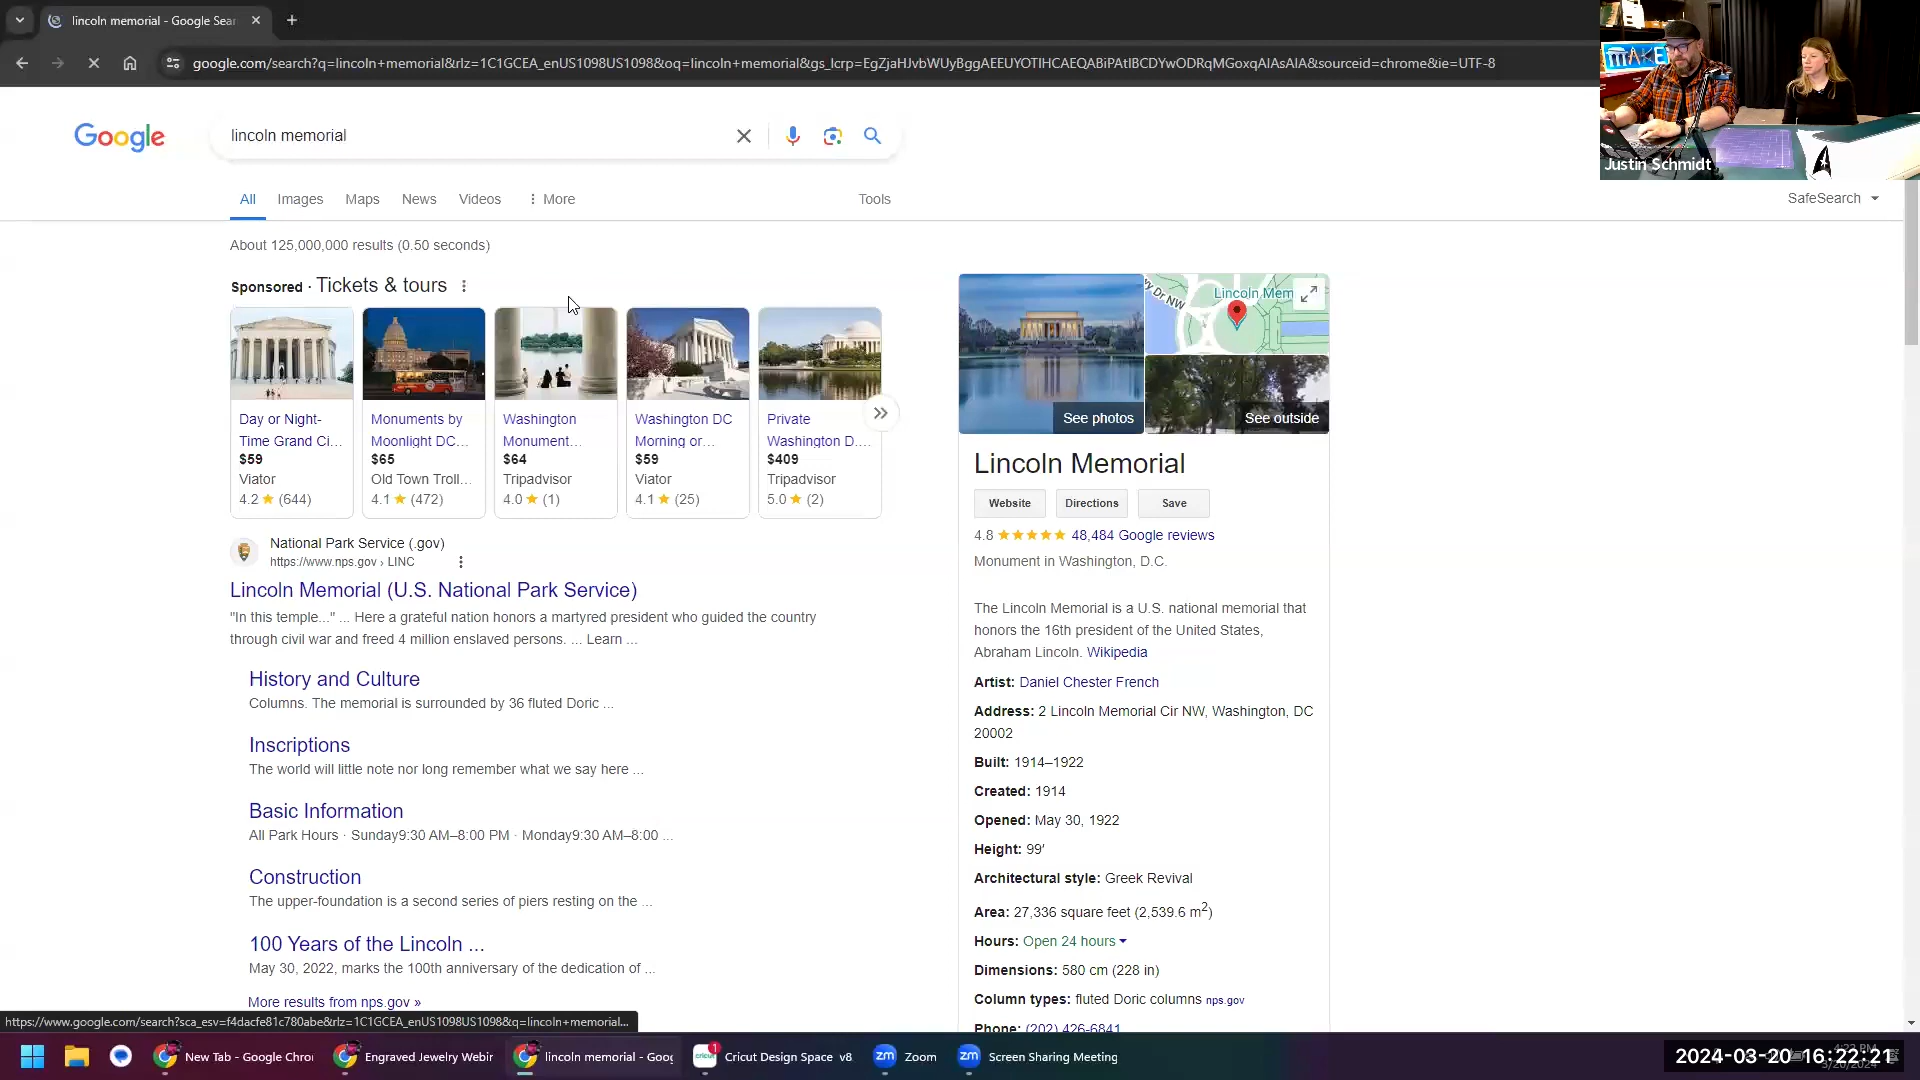 lincoln memorial - Google Sear
google.com/search?q=lincoln+memorial&rlz=1C1GCEA_enUS1098US1098&oq=lincoln+memorial&gs_lcrp=EgZjaHJvbWUyBggAEEUYOTIHCAEQABiPAtIBCDYwODRqMGoxqAIAsAIA&sourceid=chrome&ie=UTF-8
MAKE
Justin Schmidt
Google
lincoln memorial
All
Images
Maps
News
Videos
More
Tools
SafeSearch
About 125,000,000 results (0.50 seconds)
Sponsored · Tickets & tours
Day or Night-
Time Grand Ci...
$59
Viator
4.2 ★ (644)
Monuments by
Moonlight DC...
$65
Old Town Troll...
4.1 ★ (472)
Washington
Monument...
$64
Tripadvisor
4.0 ★ (1)
Washington DC
Morning or...
$59
Viator
4.1 ★ (25)
Private
Washington D....
$409
Tripadvisor
5.0 ★ (2)
National Park Service (.gov)
https://www.nps.gov › LINC
Lincoln Memorial (U.S. National Park Service)
"In this temple..." ... Here a grateful nation honors a martyred president who guided the country
through civil war and freed 4 million enslaved persons. ... Learn ...
History and Culture
Columns. The memorial is surrounded by 36 fluted Doric ...
Inscriptions
The world will little note nor long remember what we say here ...
Basic Information
All Park Hours · Sunday9:30 AM–8:00 PM · Monday9:30 AM–8:00 ...
Construction
The upper-foundation is a second series of piers resting on the ...
100 Years of the Lincoln ...
May 30, 2022, marks the 100th anniversary of the dedication of ...
More results from nps.gov »
y Dr NW
Lincoln Mem
See photos
See outside
Lincoln Memorial
Website
Directions
Save
4.8 ★★★★★ 48,484 Google reviews
Monument in Washington, D.C.
The Lincoln Memorial is a U.S. national memorial that
honors the 16th president of the United States,
Abraham Lincoln. Wikipedia
Artist: Daniel Chester French
Address: 2 Lincoln Memorial Cir NW, Washington, DC
20002
Built: 1914–1922
Created: 1914
Opened: May 30, 1922
Height: 99′
Architectural style: Greek Revival
Area: 27,336 square feet (2,539.6 m²)
Hours: Open 24 hours
Dimensions: 580 cm (228 in)
Column types: fluted Doric columns nps.gov
Phone: (202) 426-6841
https://www.google.com/search?sca_esv=f4dacfe81c780abe&rlz=1C1GCEA_enUS1098US1098&q=lincoln+memorial...
New Tab - Google Chro
Engraved Jewelry Webin
lincoln memorial - Goog
cricut
1
Cricut Design Space v8
zm
Zoom
zm
Screen Sharing Meeting
2024-03-20 16:22:21